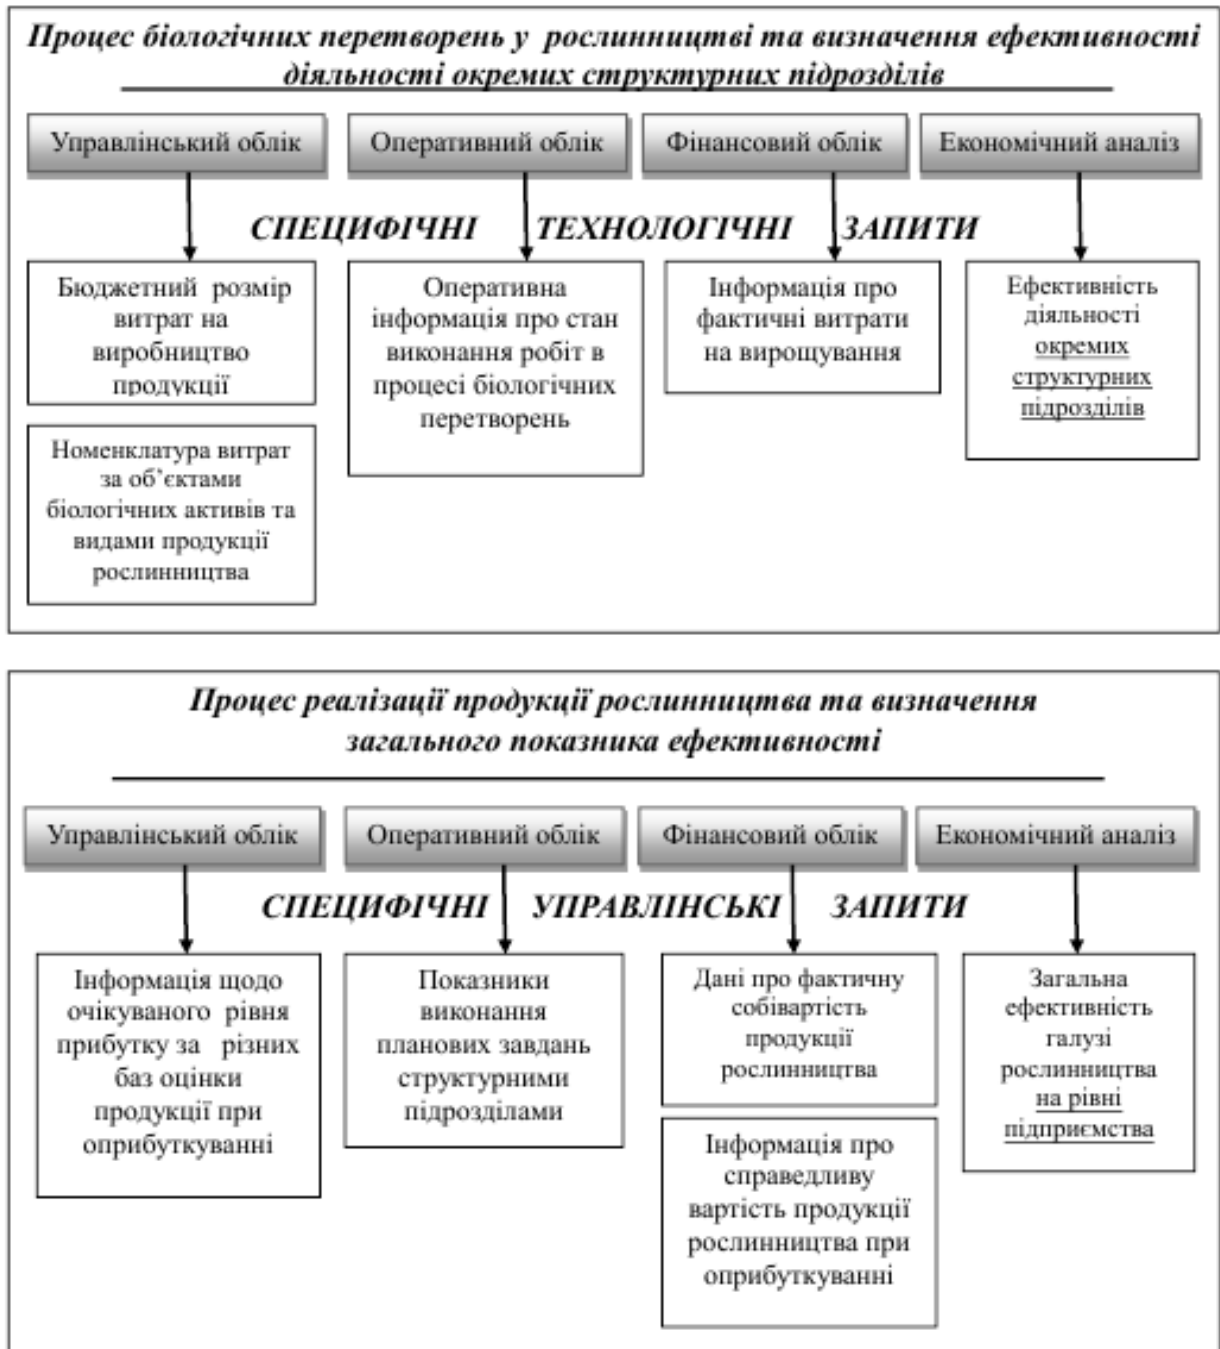 Процес біологічних перетворень у рослинництві та визначення ефективності
діяльності окремих структурних підрозділів
Управлінський облік
Оперативний облік
Фінансовий облік
Економічний аналіз
СПЕЦИФІЧНІ ТЕХНОЛОГІЧНІ ЗАПИТИ
Бюджетний розмір
витрат на
виробництво
продукції
Номенклатура витрат
за об’єктами
біологічних активів та
видами продукції
рослинництва
Оперативна
інформація про стан
виконання робіт в
процесі біологічних
перетворень
Інформація про
фактичні витрати
на вирощування
Ефективність
діяльності
окремих
структурних
підрозділів
Процес реалізації продукції рослинництва та визначення
загального показника ефективності
Управлінський облік
Оперативний облік
Фінансовий облік
Економічний аналіз
СПЕЦИФІЧНІ УПРАВЛІНСЬКІ ЗАПИТИ
Інформація щодо
очікуваного рівня
прибутку за різних
баз оцінки
продукції при
оприбуткуванні
Показники
виконання
планових завдань
структурними
підрозділами
Дані про фактичну
собівартість
продукції
рослинництва
Інформація про
справедливу
вартість продукції
рослинництва при
оприбуткуванні
Загальна
ефективність
галузі
рослинництва
на рівні
підприємства